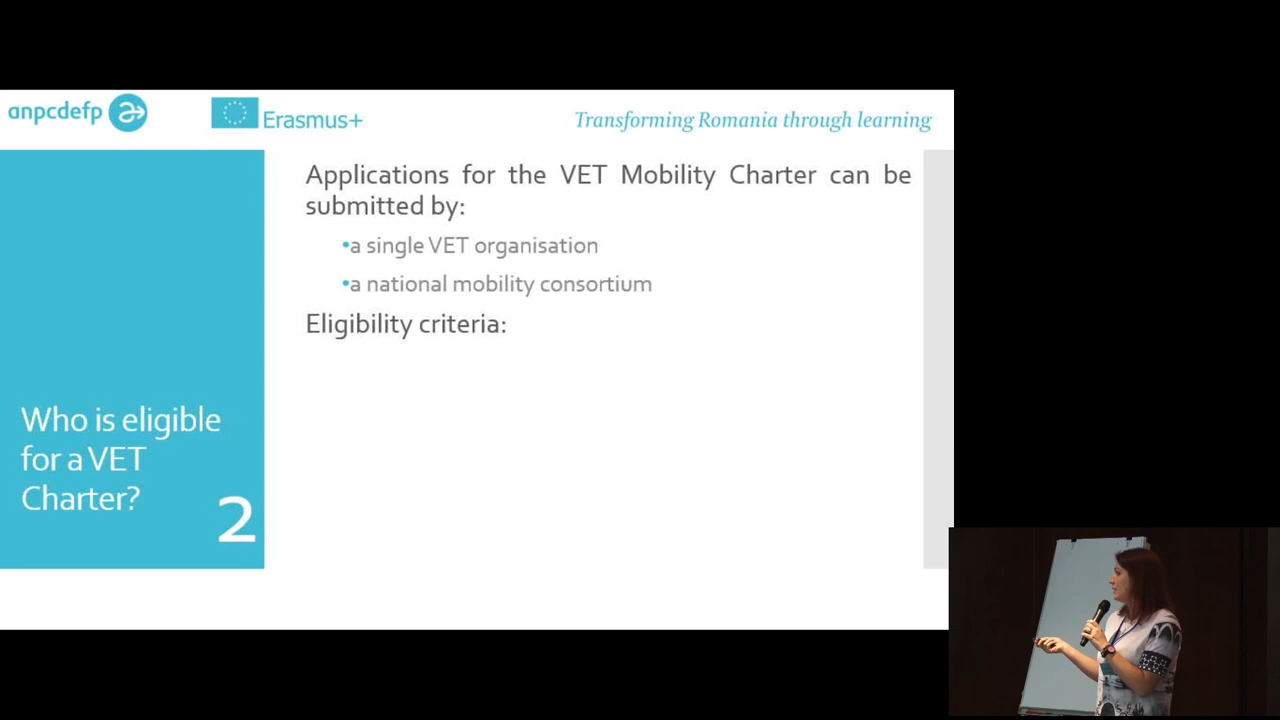 anpcdefp
Erasmus+
Transforming Romania through learning
Applications for the VET Mobility Charter can be
submitted by:
•a single VET organisation
•a national mobility consortium
Eligibility criteria:
Who is eligible
for a VET
Charter?
2